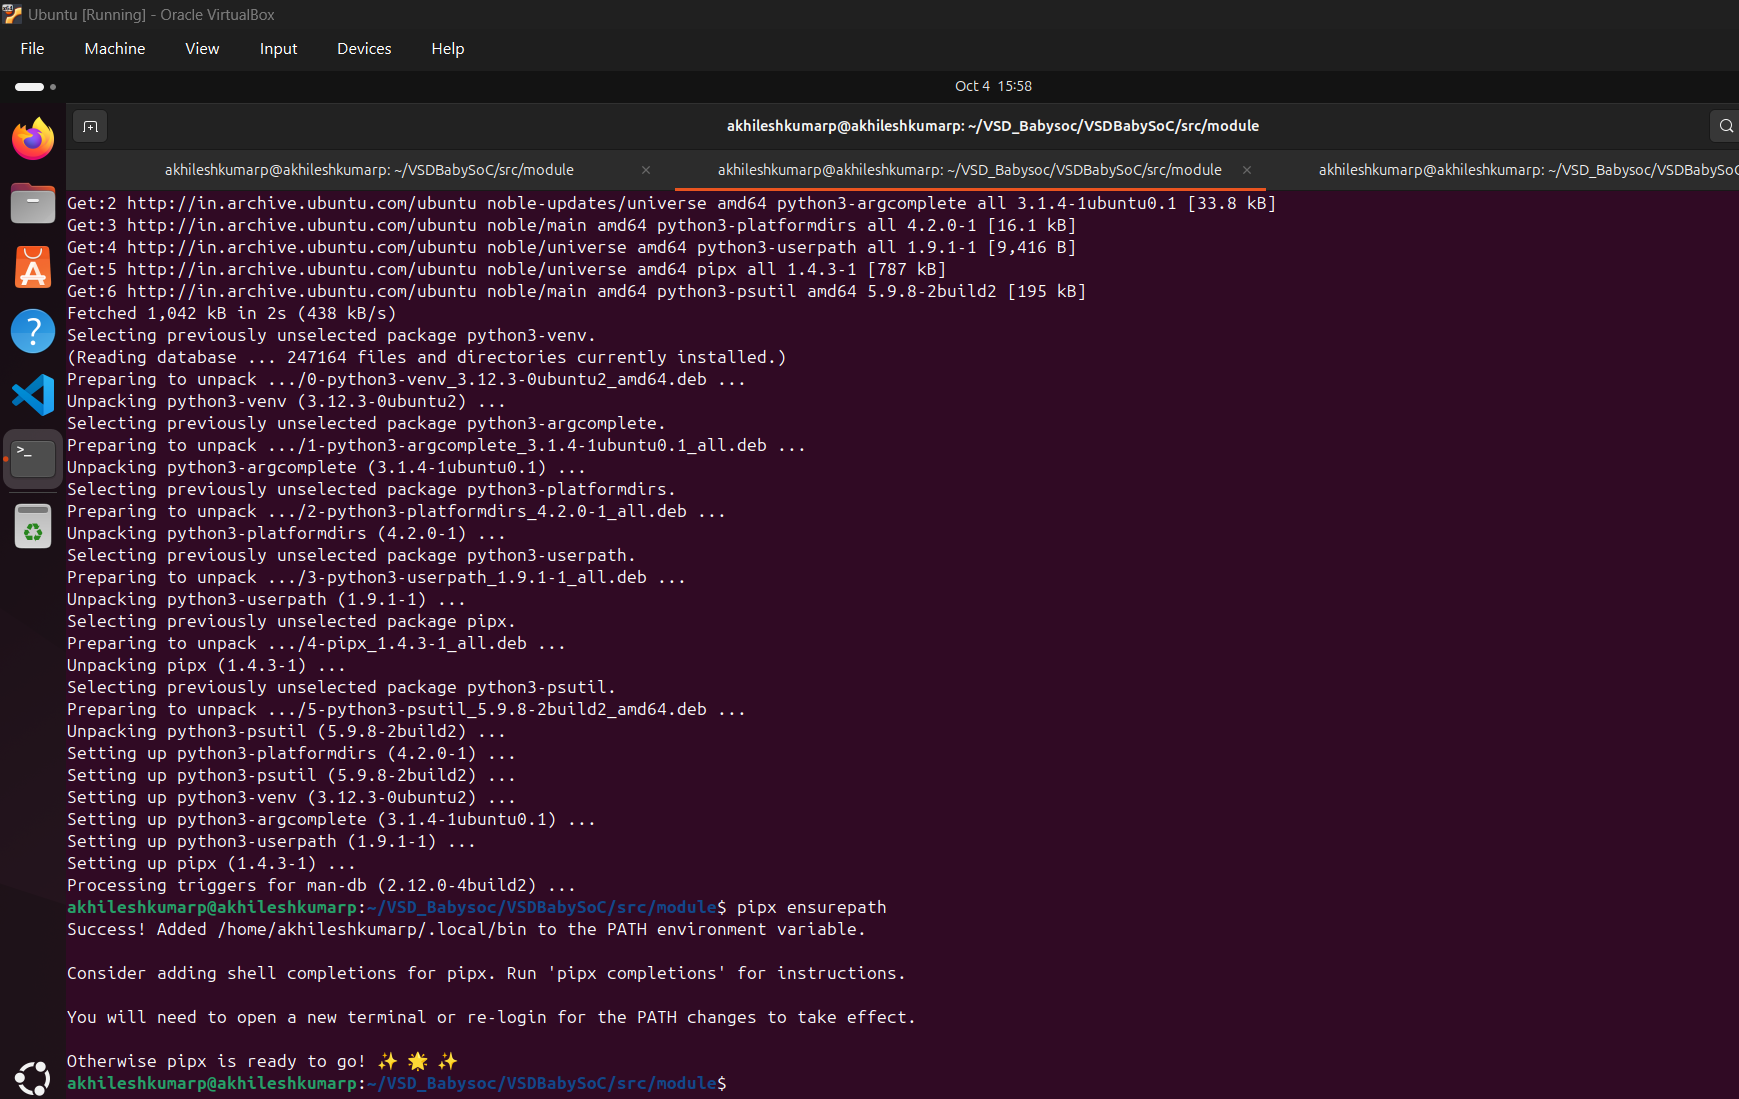 Ubuntu [Running] - Oracle VirtualBox
File Machine View Input Devices Help
Oct 4 15:58
akhileshkumarp@akhileshkumarp: ~/VSD_Babysoc/VSDBabySoC/src/module
akhileshkumarp@akhileshkumarp: ~/VSDBabySoC/src/module × akhileshkumarp@akhileshkumarp: ~/VSD_Babysoc/VSDBabySoC/src/module × akhileshkumarp@akhileshkumarp: ~/VSD_Babysoc/VSDBabySoC
Get:2 http://in.archive.ubuntu.com/ubuntu noble-updates/universe amd64 python3-argcomplete all 3.1.4-1ubuntu0.1 [33.8 kB]
Get:3 http://in.archive.ubuntu.com/ubuntu noble/main amd64 python3-platformdirs all 4.2.0-1 [16.1 kB]
Get:4 http://in.archive.ubuntu.com/ubuntu noble/universe amd64 python3-userpath all 1.9.1-1 [9,416 B]
Get:5 http://in.archive.ubuntu.com/ubuntu noble/universe amd64 pipx all 1.4.3-1 [787 kB]
Get:6 http://in.archive.ubuntu.com/ubuntu noble/main amd64 python3-psutil amd64 5.9.8-2build2 [195 kB]
Fetched 1,042 kB in 2s (438 kB/s)
Selecting previously unselected package python3-venv.
(Reading database ... 247164 files and directories currently installed.)
Preparing to unpack .../0-python3-venv_3.12.3-0ubuntu2_amd64.deb ...
Unpacking python3-venv (3.12.3-0ubuntu2) ...
Selecting previously unselected package python3-argcomplete.
Preparing to unpack .../1-python3-argcomplete_3.1.4-1ubuntu0.1_all.deb ...
Unpacking python3-argcomplete (3.1.4-1ubuntu0.1) ...
Selecting previously unselected package python3-platformdirs.
Preparing to unpack .../2-python3-platformdirs_4.2.0-1_all.deb ...
Unpacking python3-platformdirs (4.2.0-1) ...
Selecting previously unselected package python3-userpath.
Preparing to unpack .../3-python3-userpath_1.9.1-1_all.deb ...
Unpacking python3-userpath (1.9.1-1) ...
Selecting previously unselected package pipx.
Preparing to unpack .../4-pipx_1.4.3-1_all.deb ...
Unpacking pipx (1.4.3-1) ...
Selecting previously unselected package python3-psutil.
Preparing to unpack .../5-python3-psutil_5.9.8-2build2_amd64.deb ...
Unpacking python3-psutil (5.9.8-2build2) ...
Setting up python3-platformdirs (4.2.0-1) ...
Setting up python3-psutil (5.9.8-2build2) ...
Setting up python3-venv (3.12.3-0ubuntu2) ...
Setting up python3-argcomplete (3.1.4-1ubuntu0.1) ...
Setting up python3-userpath (1.9.1-1) ...
Setting up pipx (1.4.3-1) ...
Processing triggers for man-db (2.12.0-4build2) ...
akhileshkumarp@akhileshkumarp:~/VSD_Babysoc/VSDBabySoC/src/module$ pipx ensurepath
Success! Added /home/akhileshkumarp/.local/bin to the PATH environment variable.
Consider adding shell completions for pipx. Run 'pipx completions' for instructions.
You will need to open a new terminal or re-login for the PATH changes to take effect.
Otherwise pipx is ready to go! ✨ 🌟 ✨
akhileshkumarp@akhileshkumarp:~/VSD_Babysoc/VSDBabySoC/src/module$